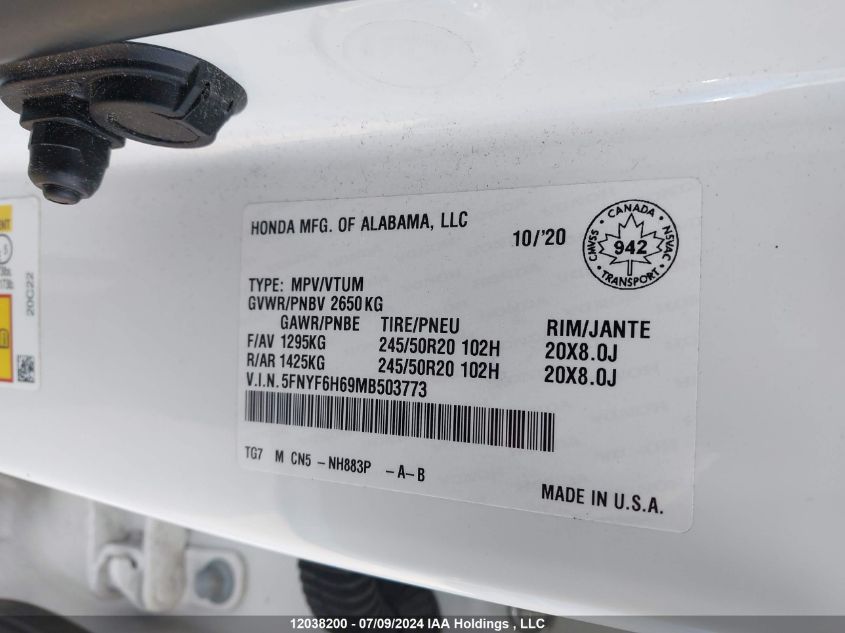 HONDA MFG. OF ALABAMA, LLC
10/'20
CANADA
CMVSS 942 NSVAC
TRANSPORT
TYPE: MPV/VTUM
GVWR/PNBV 2650KG
GAWR/PNBE TIRE/PNEU RIM/JANTE
F/AV 1295KG 245/50R20 102H 20X8.0J
R/AR 1425KG 245/50R20 102H 20X8.0J
V.I.N. 5FNYF6H69MB503773
TG7 M CN5 -NH883P -A-B
MADE IN U.S.A.
20C22
12038200 - 07/09/2024 IAA Holdings , LLC